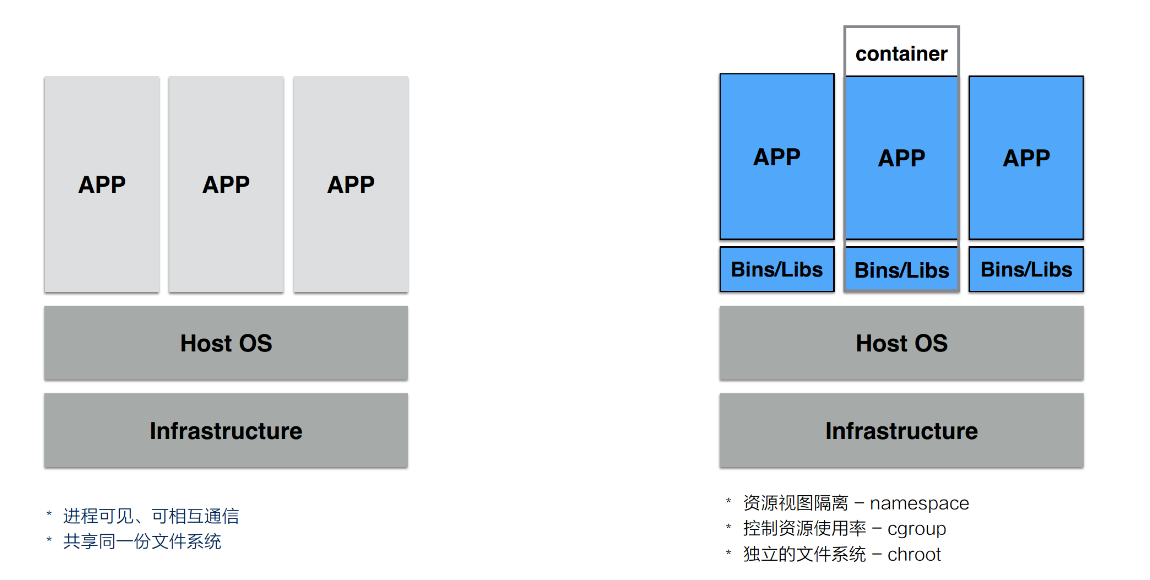 APP
APP
APP
Host OS
Infrastructure
* 进程可见、可相互通信
* 共享同一份文件系统
container
APP
APP
APP
Bins/Libs
Bins/Libs
Bins/Libs
Host OS
Infrastructure
* 资源视图隔离 – namespace
* 控制资源使用率 – cgroup
* 独立的文件系统 – chroot